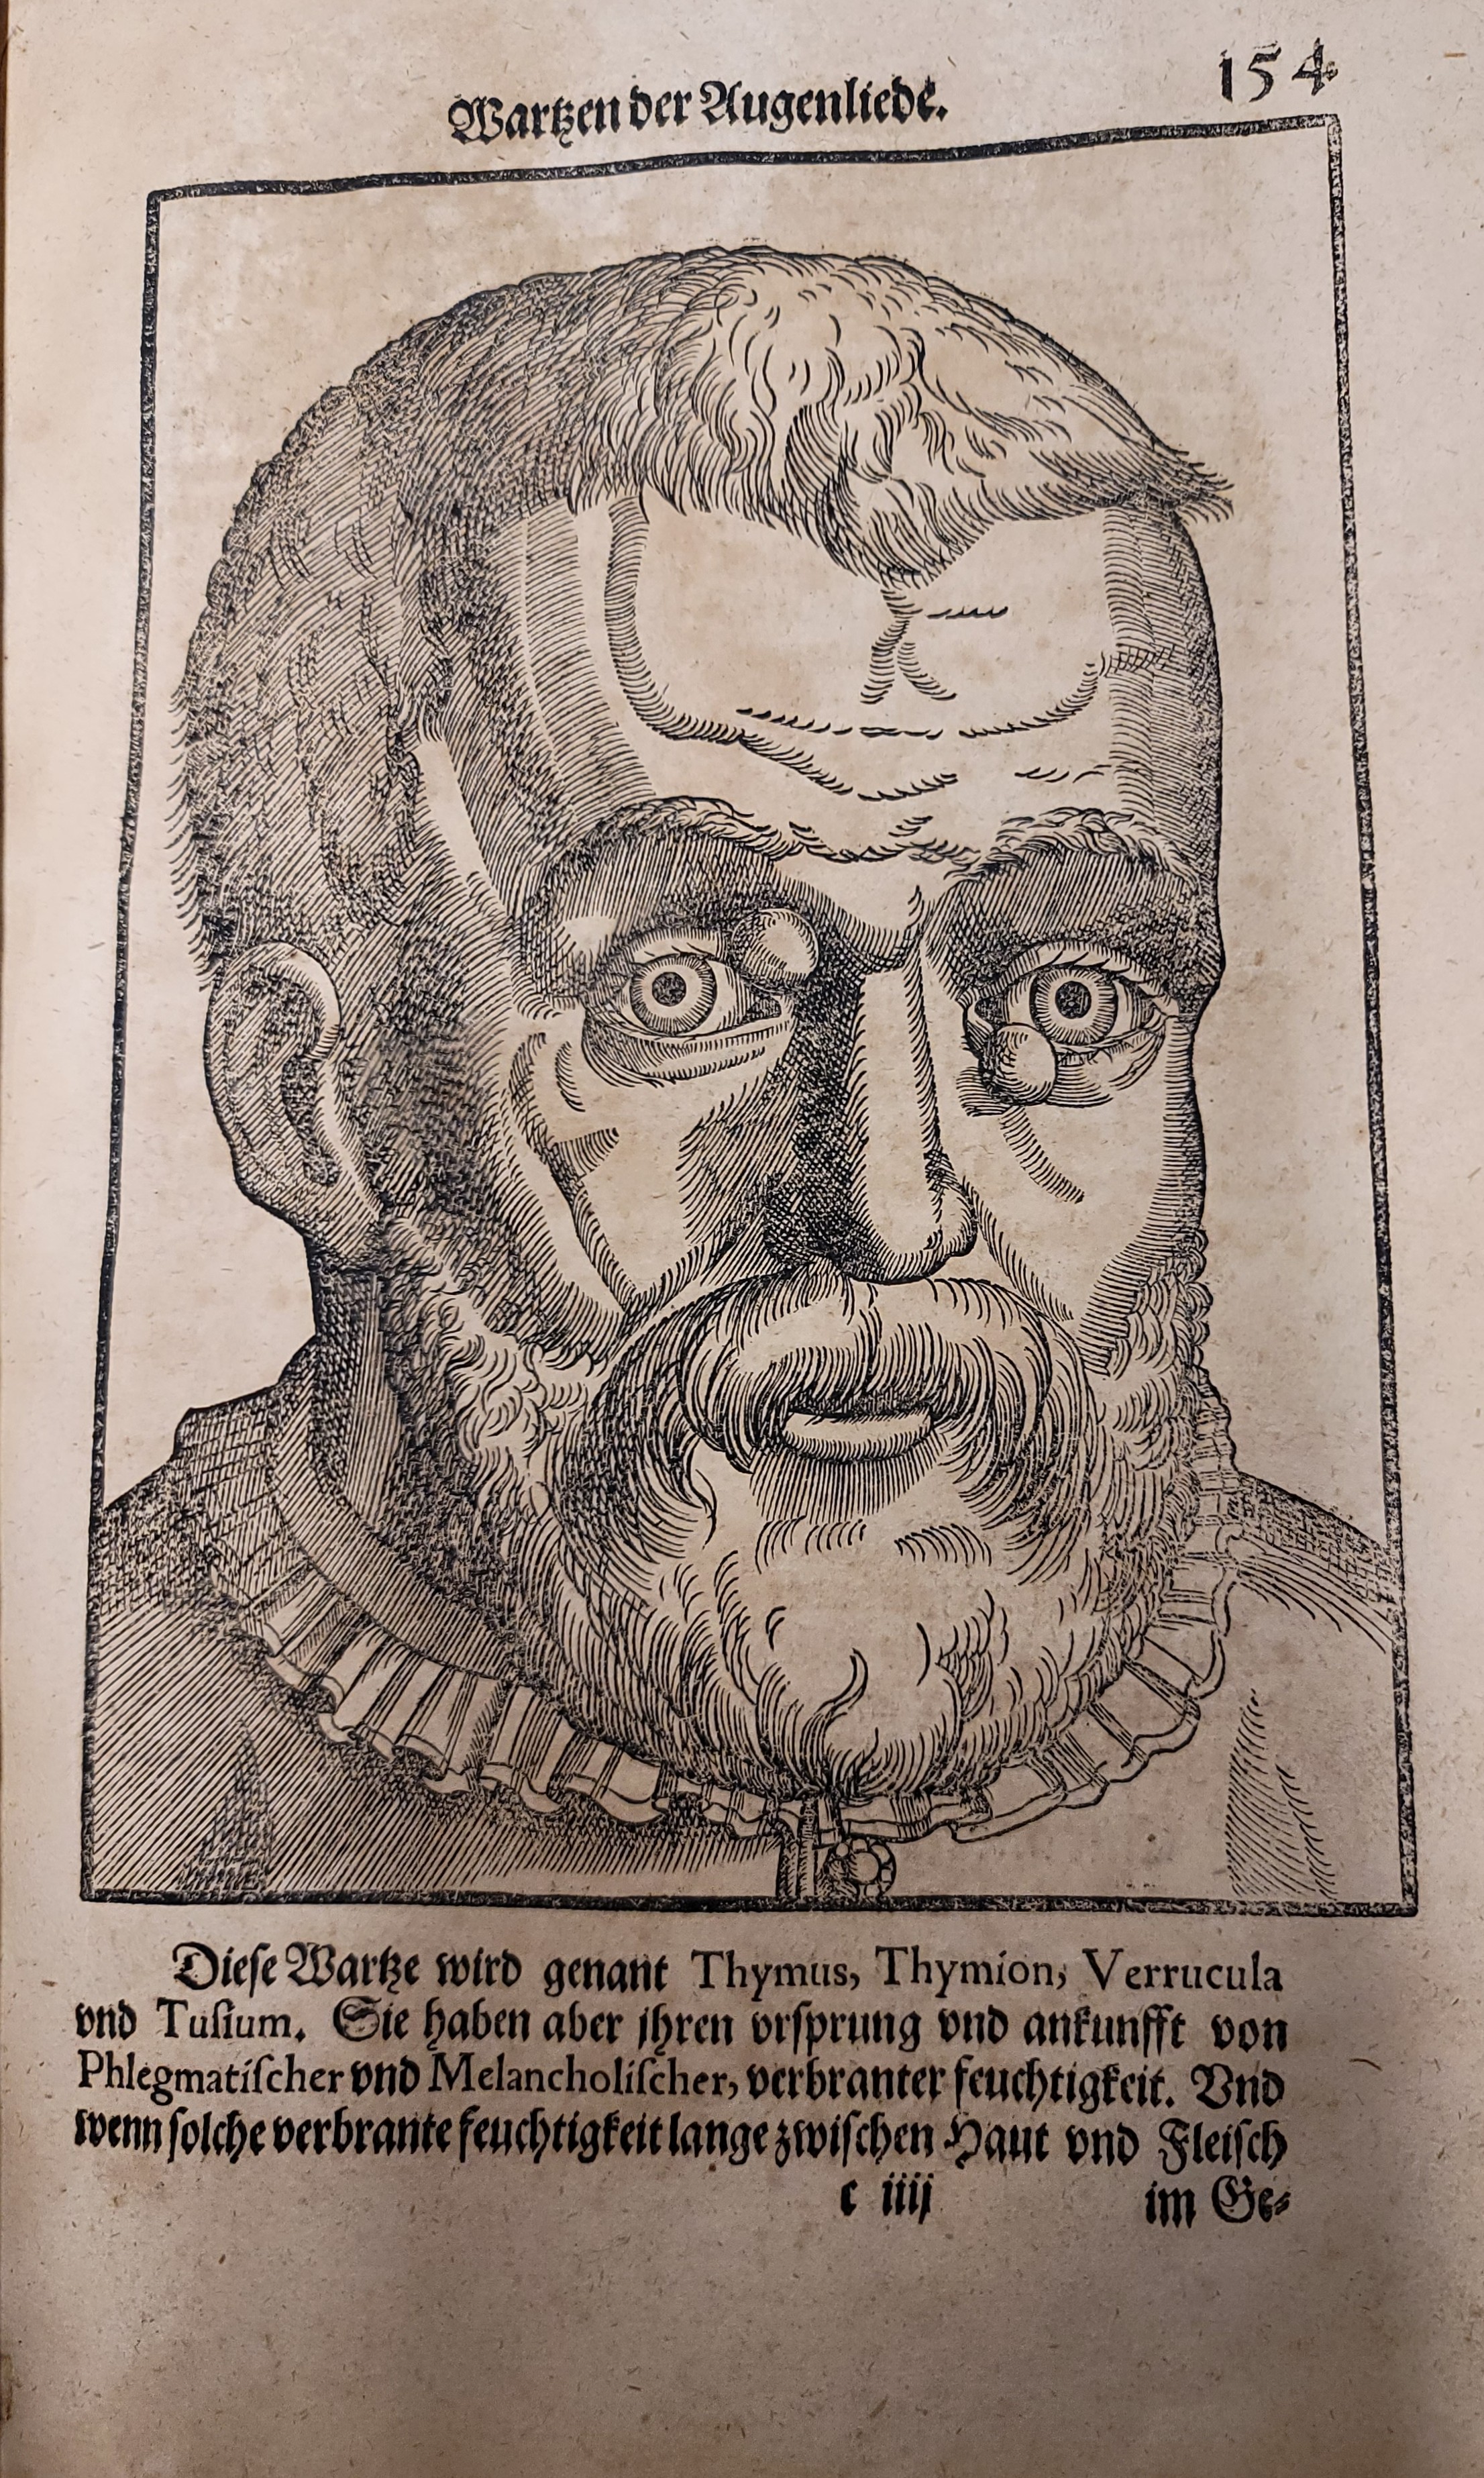 Wartzen der Augenliede.
154
Dieſe Wartze wird genant Thymus, Thymion, Verrucula
vnd Tuſium. Sie haben aber jhren vrſprung vnd ankunfft von
Phlegmatiſcher vnd Melancholiſcher, verbranter feuchtigkeit. Vnd
wenn ſolche verbrante feuchtigkeit lange zwiſchen Haut vnd Fleiſch
c iiij
im Ge⸗